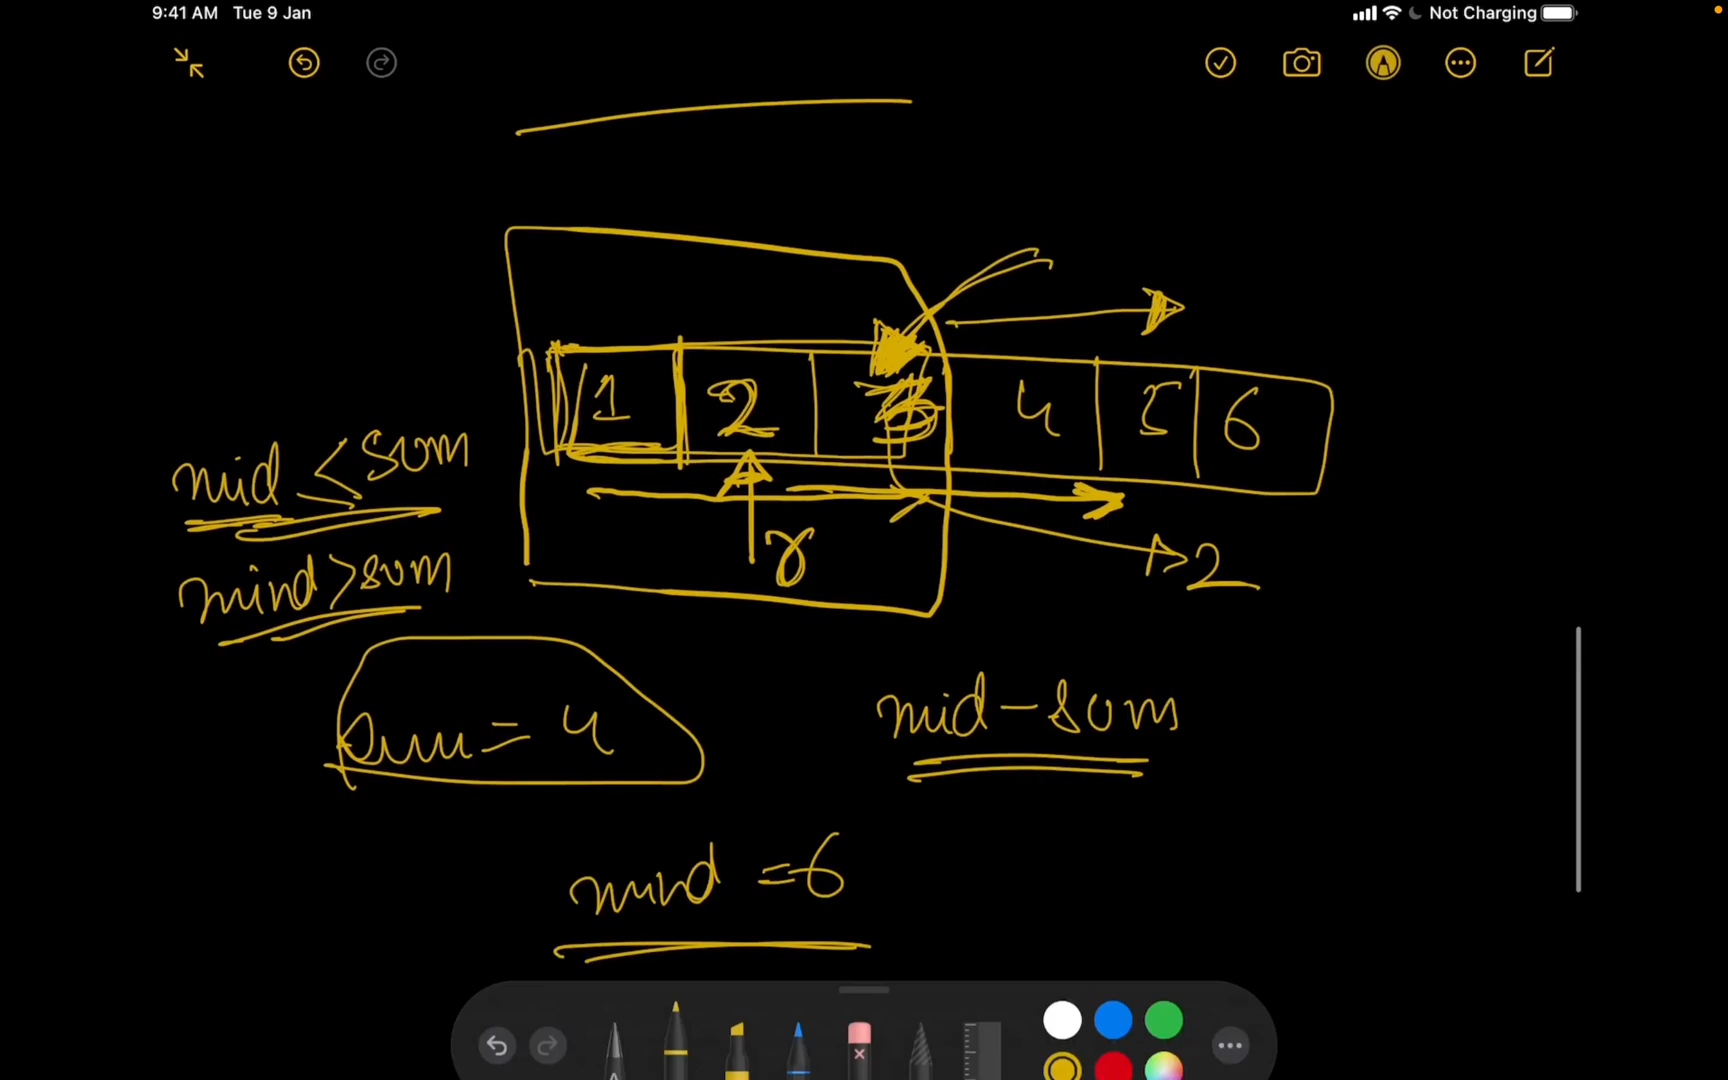 9:41 AM Tue 9 Jan
Not Charging
1 2 3 4 5 6
mid ≤ sum
mind > sum
r
2
sum = 4
mid - sum
mind = 6